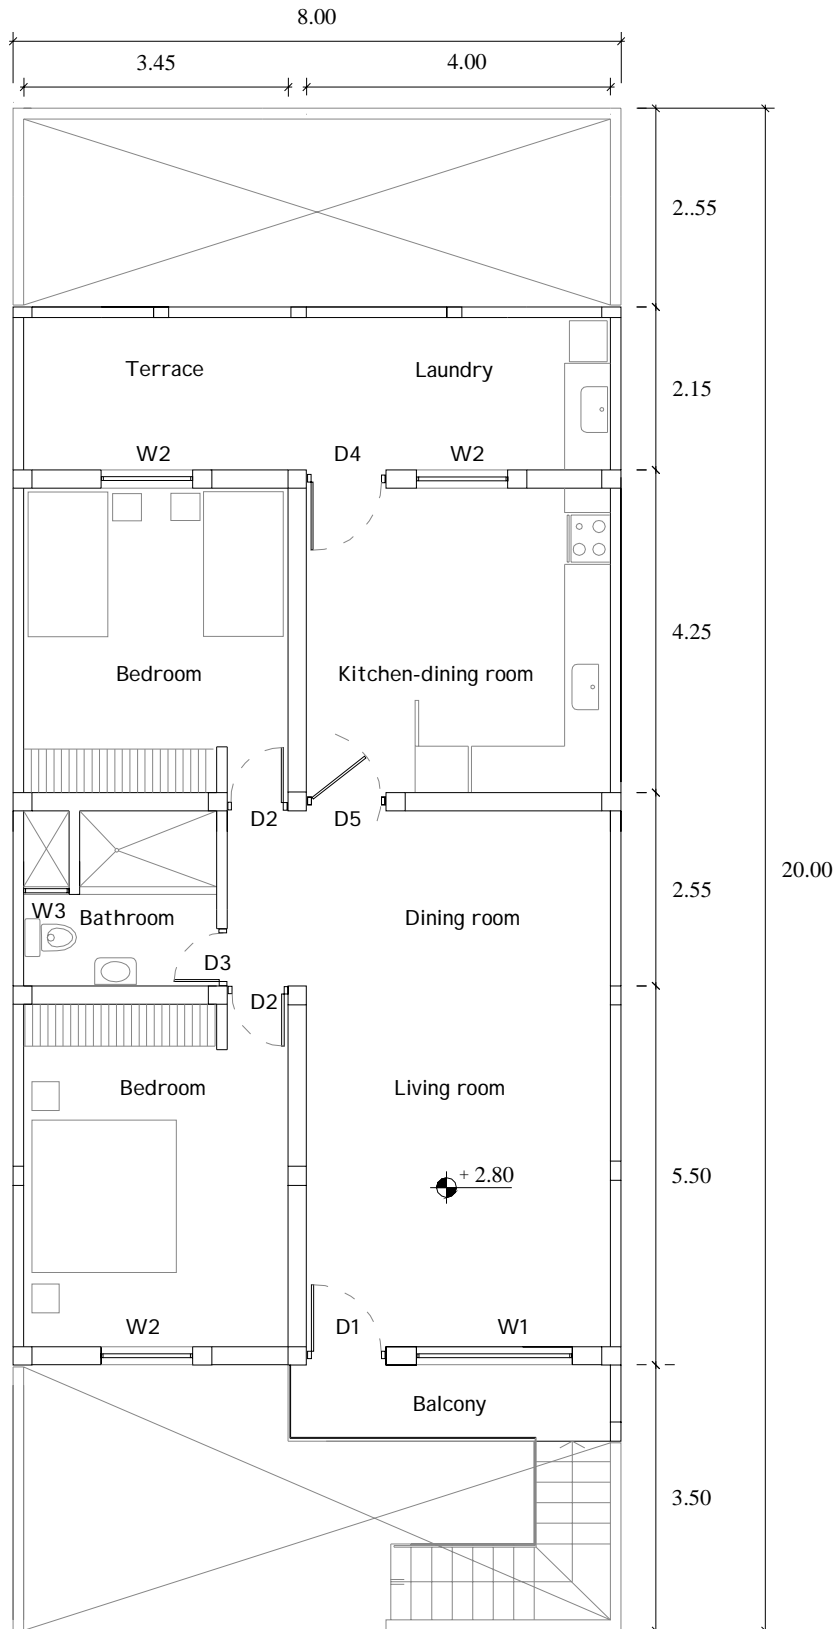 8.00
3.45 4.00
2..55
Terrace Laundry
2.15
W2 D4 W2
4.25
Bedroom Kitchen-dining room
D2 D5
20.00
2.55
W3 Bathroom Dining room
D3
D2
Bedroom Living room
+ 2.80
5.50
W2 D1 W1
Balcony
3.50